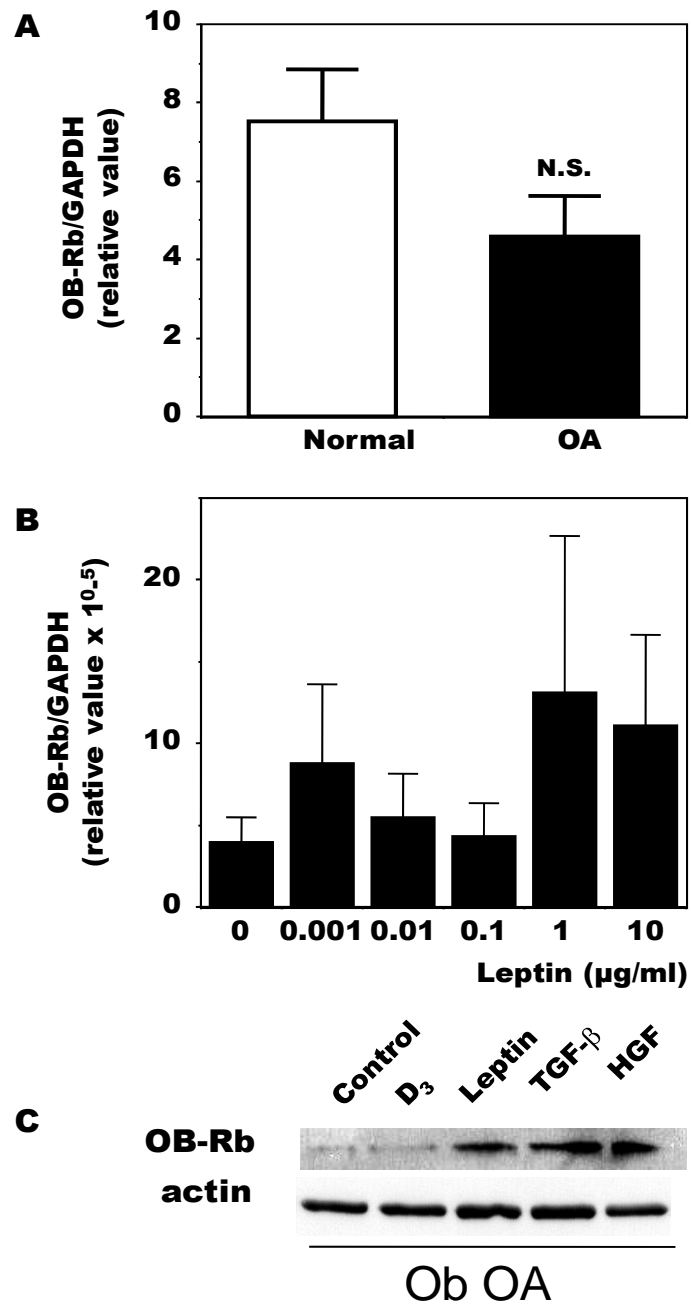 A
OB-Rb/GAPDH
(relative value)
10
8
6
4
2
0
N.S.
Normal OA
B
OB-Rb/GAPDH
(relative value x 1⁰-⁵)
20
10
0
0 0.001 0.01 0.1 1 10
Leptin (µg/ml)
C
Control D₃ Leptin TGF-β HGF
OB-Rb
actin
Ob OA